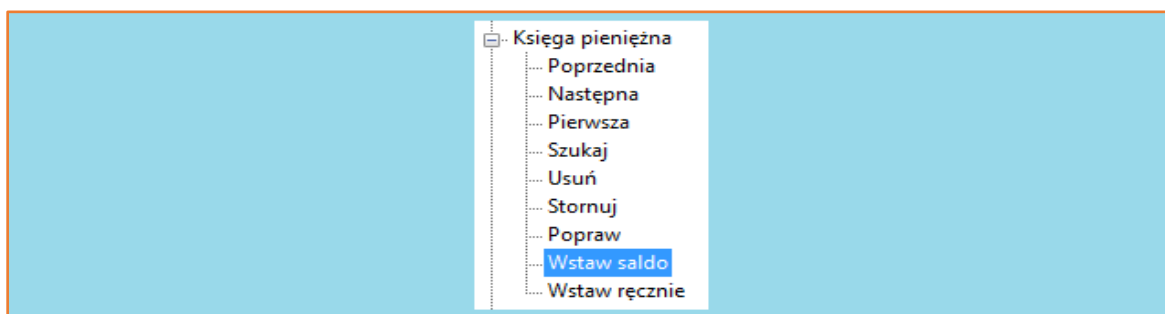 Księga pieniężna
Poprzednia
Następna
Pierwsza
Szukaj
Usuń
Stornuj
Popraw
Wstaw saldo
Wstaw ręcznie